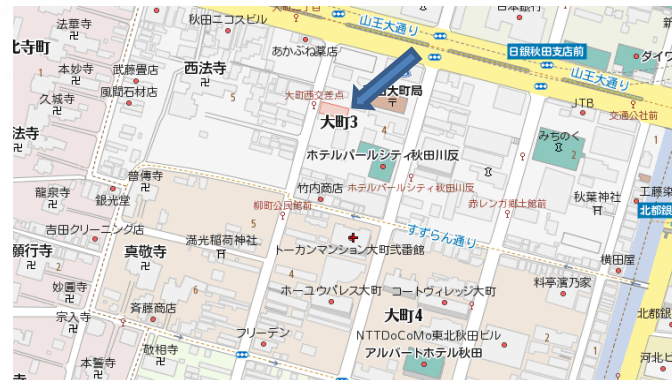 法華寺
秋田ニコスビル
山王大通り
日本銀行
北寺町
あかぶね薬店
日銀秋田支店前
ダイワ
本妙寺
武藤畳店
西法寺
山王大通り
風間石材店
大町西交差点
大町局
JTB
久城寺
5
交通公社前
法寺
大町3
4
みちのく
1
2
ホテルパールシティ秋田川反
普傳寺
龍泉寺
竹内商店
ホテルパールシティ秋田川反
秋葉神社
工藤染
銀光堂
柳町公民館前
赤レンガ郷土館前
北都銀
吉田クリーニング店
5
すずらん通り
満光稲荷神社
願行寺
真敬寺
トーカンマンション大町弐番館
横田屋
4
妙圓寺
ホーユウパレス大町
コートヴィレッジ大町
料亭濱乃家
宗入寺
斉藤商店
6
大町4
北都銀
フリーデン
NTTDoCoMo東北秋田ビル
2
敬相寺
アルバートホテル秋田
1
本誓寺
河北ビ